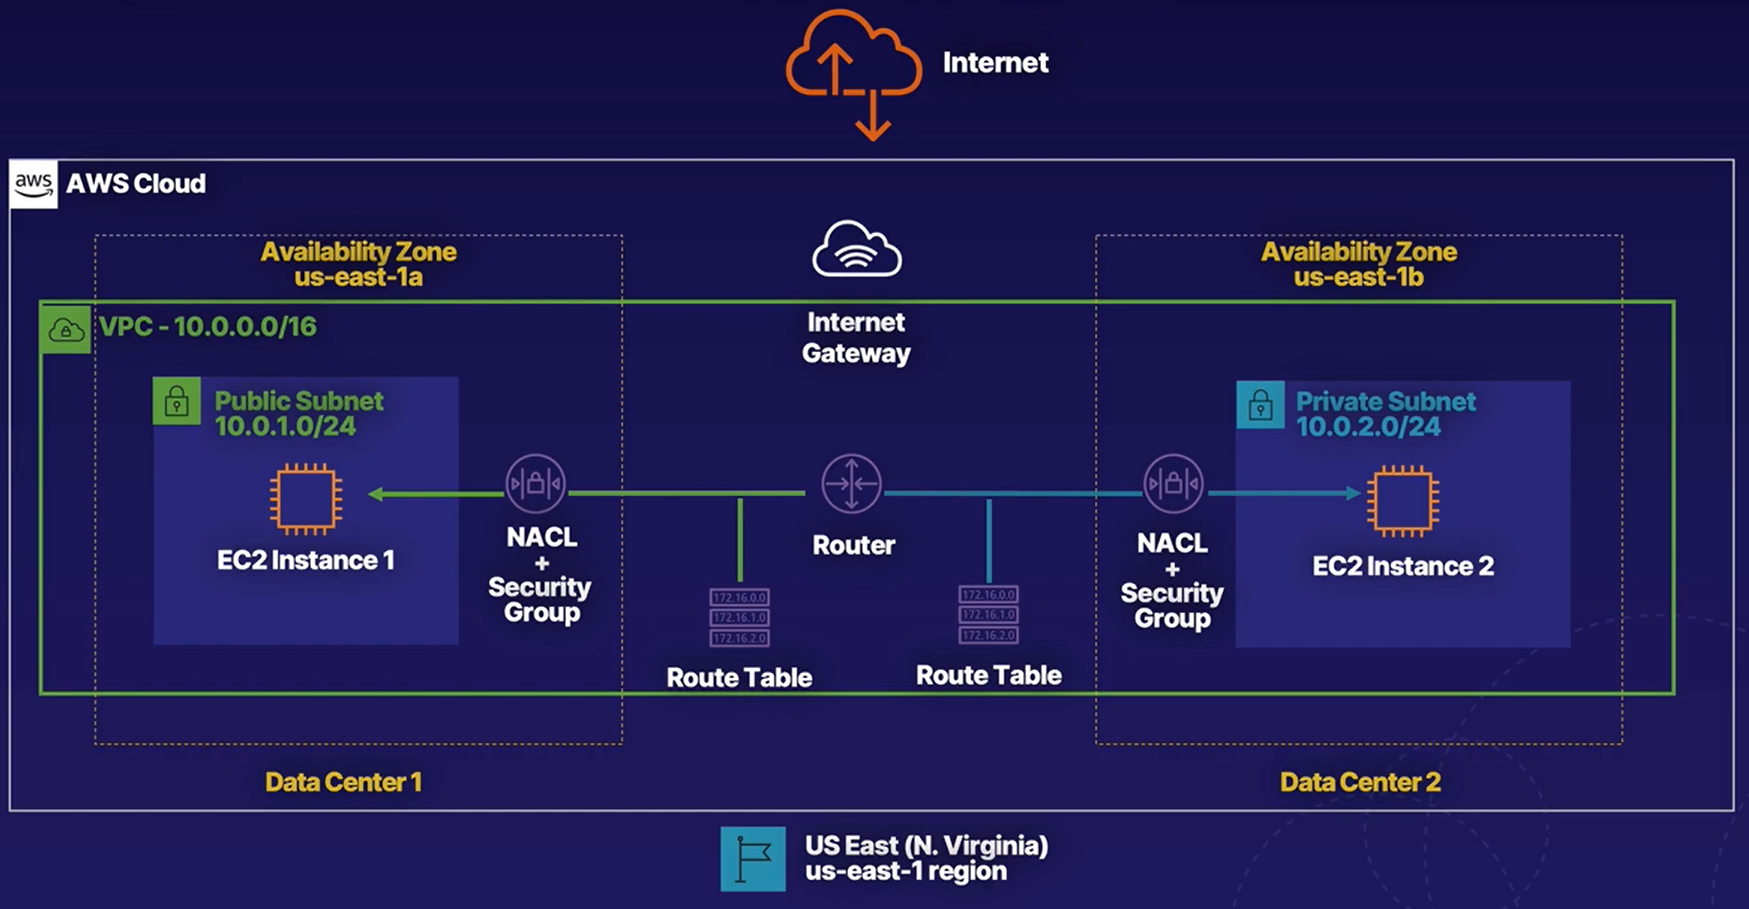 Internet
aws
AWS Cloud
Availability Zone
us-east-1a
Availability Zone
us-east-1b
VPC - 10.0.0.0/16
Internet
Gateway
Public Subnet
10.0.1.0/24
Private Subnet
10.0.2.0/24
EC2 Instance 1
NACL
+
Security
Group
Router
NACL
+
Security
Group
EC2 Instance 2
172.16.0.0
172.16.1.0
172.16.2.0
Route Table
172.16.0.0
172.16.1.0
172.16.2.0
Route Table
Data Center 1
Data Center 2
US East (N. Virginia)
us-east-1 region